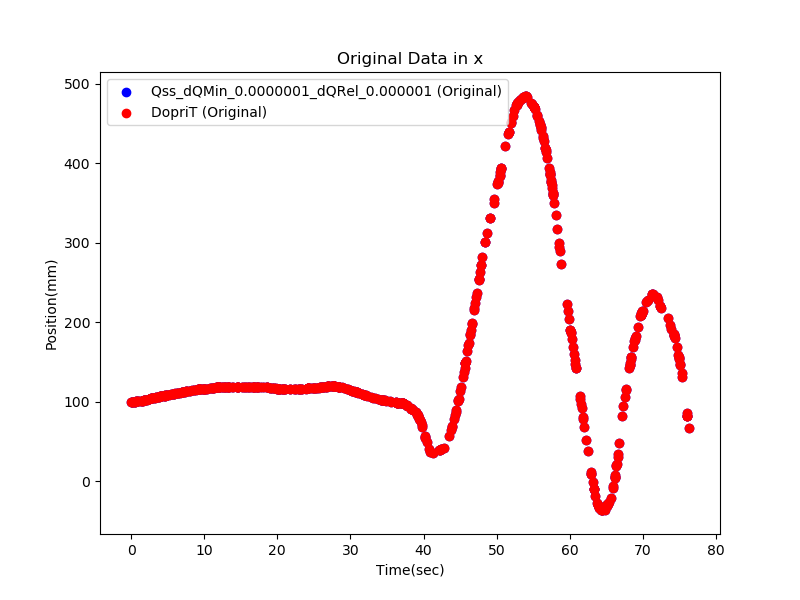 Original Data in x
Qss_dQMin_0.0000001_dQRel_0.000001 (Original)
DopriT (Original)
500
400
300
200
100
0
Position(mm)
0 10 20 30 40 50 60 70 80
Time(sec)